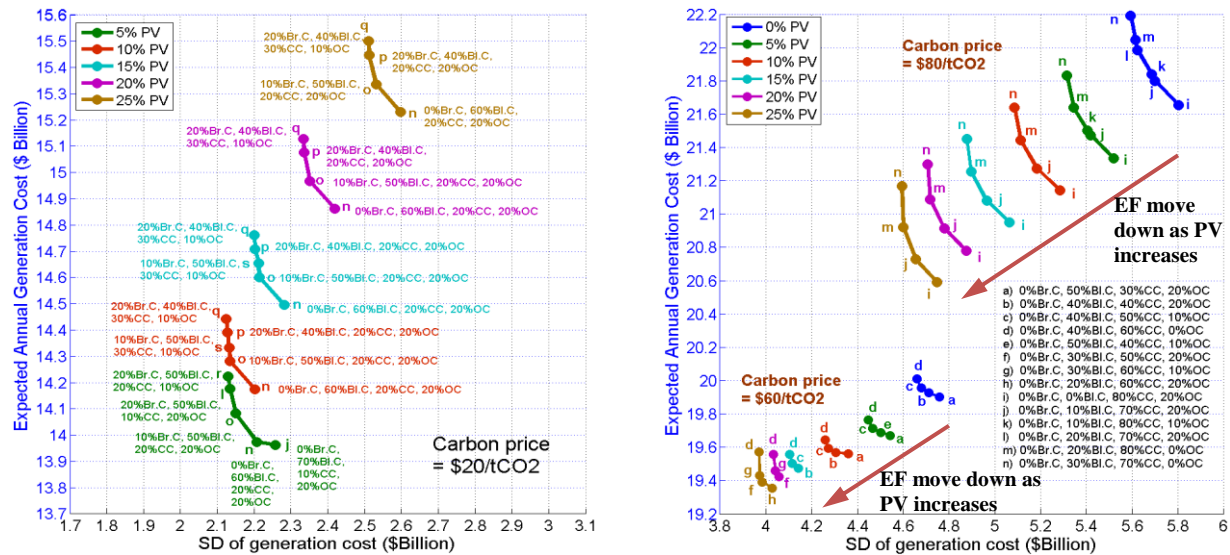 15.6
15.5
15.4
15.3
15.2
15.1
15
14.9
14.8
14.7
14.6
14.5
14.4
14.3
14.2
14.1
14
13.9
13.8
13.7
Expected Annual Generation Cost ($ Billion)
5% PV
10% PV
15% PV
20% PV
25% PV
q
20%Br.C, 40%Bl.C,
30%CC, 10%OC
p
20%Br.C, 40%Bl.C,
20%CC, 20%OC
10%Br.C, 50%Bl.C,
20%CC, 20%OC
o
n
0%Br.C, 60%Bl.C,
20%CC, 20%OC
q
20%Br.C, 40%Bl.C,
30%CC, 10%OC
p
20%Br.C, 40%Bl.C,
20%CC, 20%OC
o
10%Br.C, 50%Bl.C, 20%CC, 20%OC
n
0%Br.C, 60%Bl.C, 20%CC, 20%OC
20%Br.C, 40%Bl.C,
30%CC, 10%OC
q
p
20%Br.C, 40%Bl.C, 20%CC, 20%OC
10%Br.C, 50%Bl.C,
30%CC, 10%OC
s
o
10%Br.C, 50%Bl.C, 20%CC, 20%OC
n
0%Br.C, 60%Bl.C, 20%CC, 20%OC
20%Br.C, 40%Bl.C,
30%CC, 10%OC
q
p
20%Br.C, 40%Bl.C, 20%CC, 20%OC
10%Br.C, 50%Bl.C,
30%CC, 10%OC
s
o
10%Br.C, 50%Bl.C, 20%CC, 20%OC
n
0%Br.C, 60%Bl.C, 20%CC, 20%OC
20%Br.C, 50%Bl.C,
20%CC, 10%OC
r
l
20%Br.C, 50%Bl.C,
10%CC, 20%OC
o
10%Br.C, 50%Bl.C,
20%CC, 20%OC
n
0%Br.C,
60%Bl.C,
20%CC,
20%OC
j
0%Br.C,
70%Bl.C,
10%CC,
20%OC
Carbon price
= $20/tCO2
1.7 1.8 1.9 2 2.1 2.2 2.3 2.4 2.5 2.6 2.7 2.8 2.9 3 3.1
SD of generation cost ($Billion)
22.2
22
21.8
21.6
21.4
21.2
21
20.8
20.6
20.4
20.2
20
19.8
19.6
19.4
19.2
Expected Annual Generation Cost ($ Billion)
0% PV
5% PV
10% PV
15% PV
20% PV
25% PV
Carbon price
= $80/tCO2
n
m
l
k
j
i
n
m
k
j
i
n
m
j
i
n
m
j
i
n
m
j
i
n
m
j
i
EF move
down as PV
increases
a) 0%Br.C, 50%Bl.C, 30%CC, 20%OC
b) 0%Br.C, 40%Bl.C, 40%CC, 20%OC
c) 0%Br.C, 40%Bl.C, 50%CC, 10%OC
d) 0%Br.C, 40%Bl.C, 60%CC, 0%OC
e) 0%Br.C, 50%Bl.C, 40%CC, 10%OC
f) 0%Br.C, 30%Bl.C, 50%CC, 20%OC
g) 0%Br.C, 30%Bl.C, 60%CC, 10%OC
h) 0%Br.C, 20%Bl.C, 60%CC, 20%OC
i) 0%Br.C, 0%Bl.C, 80%CC, 20%OC
j) 0%Br.C, 10%Bl.C, 70%CC, 20%OC
k) 0%Br.C, 10%Bl.C, 80%CC, 10%OC
l) 0%Br.C, 20%Bl.C, 70%CC, 20%OC
m) 0%Br.C, 20%Bl.C, 80%CC, 0%OC
n) 0%Br.C, 30%Bl.C, 70%CC, 0%OC
Carbon price
= $60/tCO2
d
c
b
a
d
c
e
a
d
c
b
a
d
c
b
d
g
f
d
g
f
h
EF move down as
PV increases
3.8 4 4.2 4.4 4.6 4.8 5 5.2 5.4 5.6 5.8 6
SD of generation cost ($Billion)